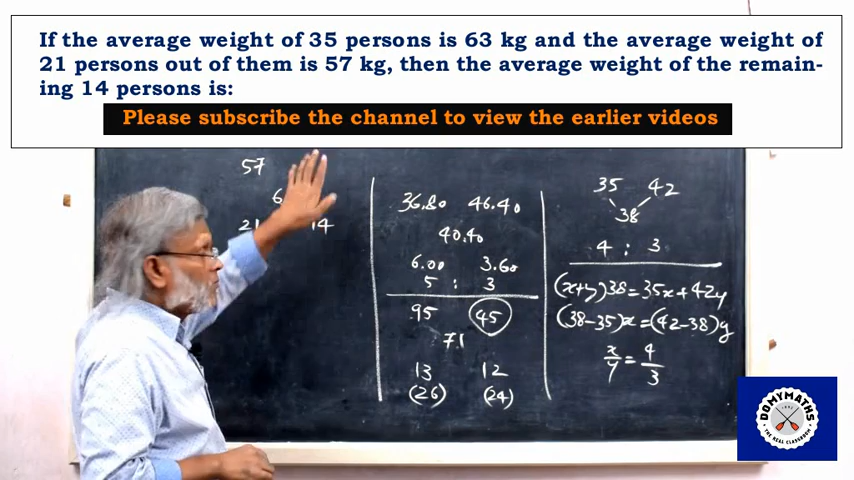 If the average weight of 35 persons is 63 kg and the average weight of
21 persons out of them is 57 kg, then the average weight of the remain-
ing 14 persons is:
Please subscribe the channel to view the earlier videos
57
6
21 14
36.80 46.40
40.40
6.00 3.60
5 : 3
95 45
71
13 12
(26) (24)
35 42
38
4 : 3
(x+y)38=35x+42y
(38-35)x=(42-38)y
x/y = 4/3
DOMYMATHS
THE REAL CLASSROOM